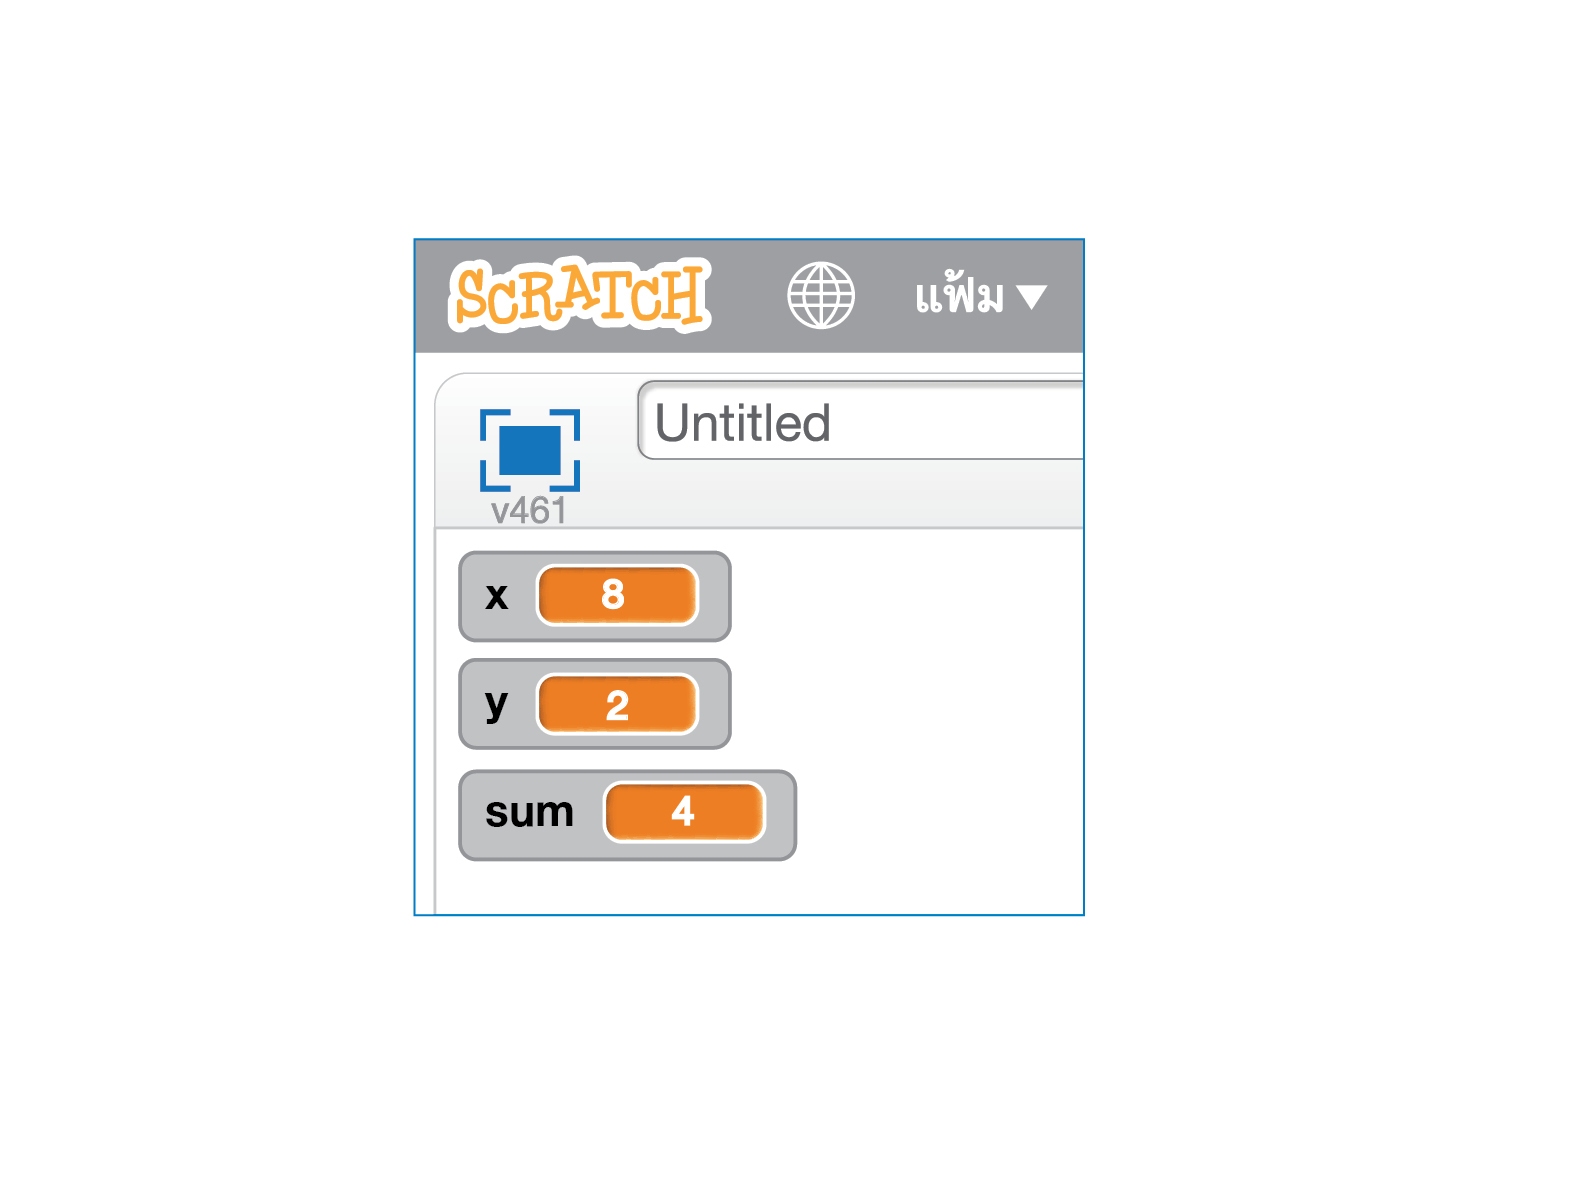 SCRATCH แฟ้ม
Untitled
v461
x 8
y 2
sum 4